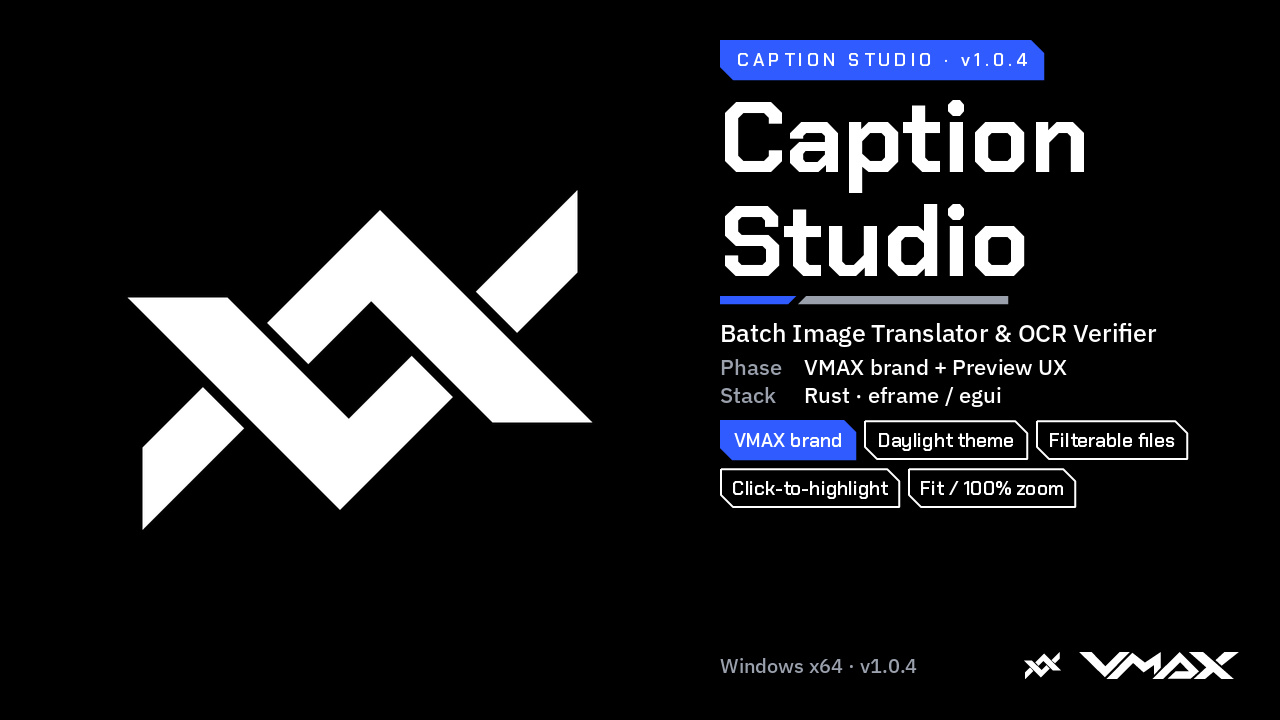 CAPTION STUDIO · v1.0.4
Caption
Studio
Batch Image Translator & OCR Verifier
Phase VMAX brand + Preview UX
Stack Rust · eframe / egui
VMAX brand Daylight theme Filterable files
Click-to-highlight Fit / 100% zoom
Windows x64 · v1.0.4 VMAX